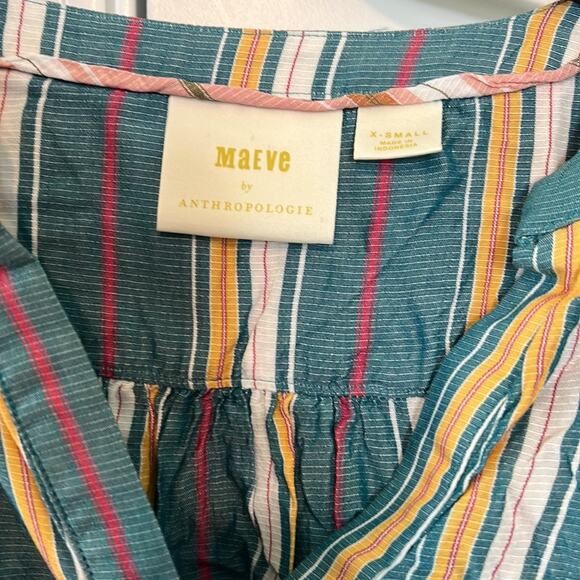 MaEVe
by
ANTHROPOLOGIE
X-SMALL
MADE IN
INDONESIA